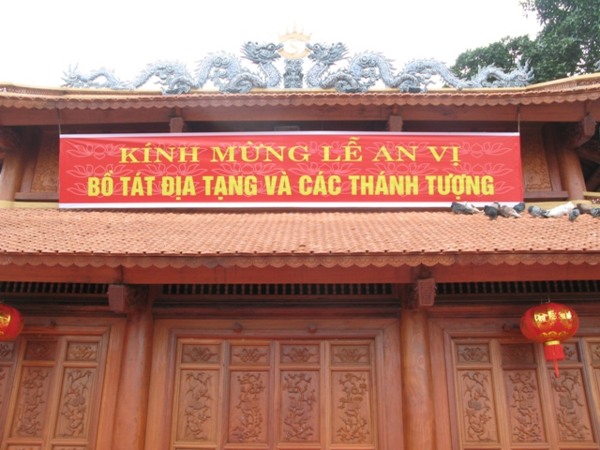 KÍNH MỪNG LỄ AN VỊ
BỒ TÁT ĐỊA TẠNG VÀ CÁC THÁNH TƯỢNG